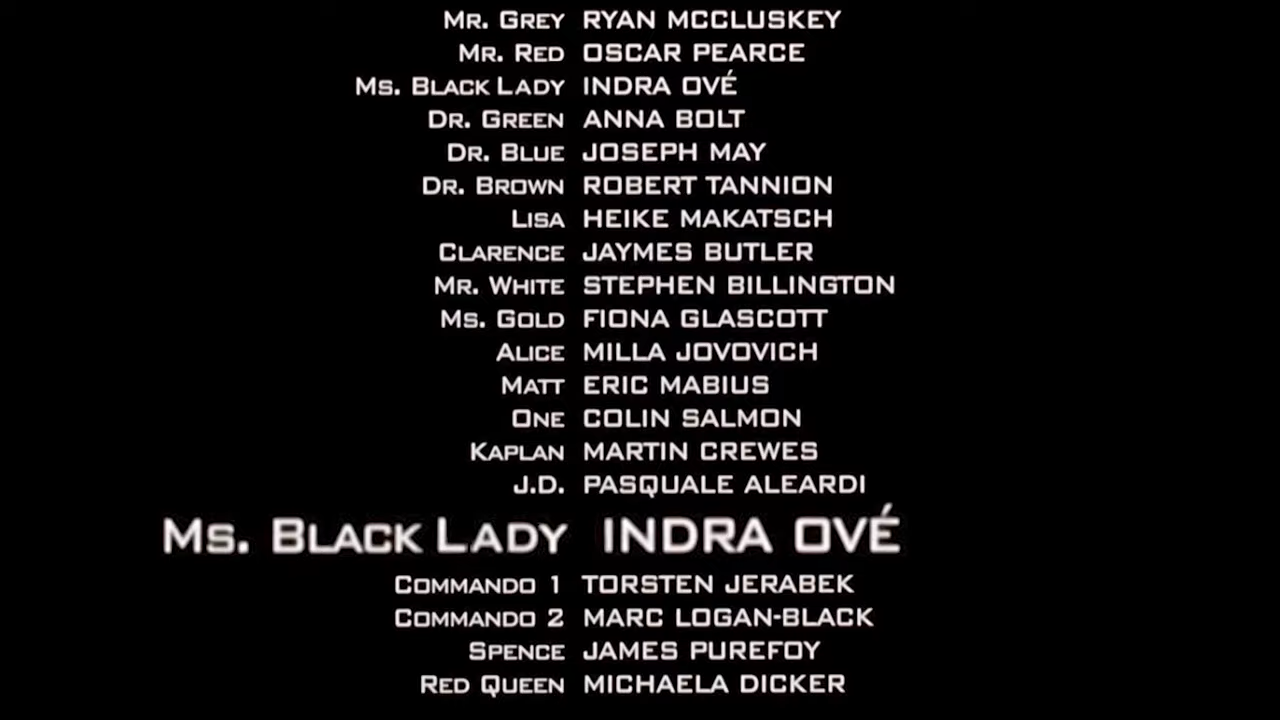 Mr. Grey RYAN MCCLUSKEY
Mr. Red OSCAR PEARCE
Ms. Black Lady INDRA OVÉ
Dr. Green ANNA BOLT
Dr. Blue JOSEPH MAY
Dr. Brown ROBERT TANNION
Lisa HEIKE MAKATSCH
Clarence JAYMES BUTLER
Mr. White STEPHEN BILLINGTON
Ms. Gold FIONA GLASCOTT
Alice MILLA JOVOVICH
Matt ERIC MABIUS
One COLIN SALMON
Kaplan MARTIN CREWES
J.D. PASQUALE ALEARDI
Ms. Black Lady INDRA OVÉ
Commando 1 TORSTEN JERABEK
Commando 2 MARC LOGAN-BLACK
Spence JAMES PUREFOY
Red Queen MICHAELA DICKER